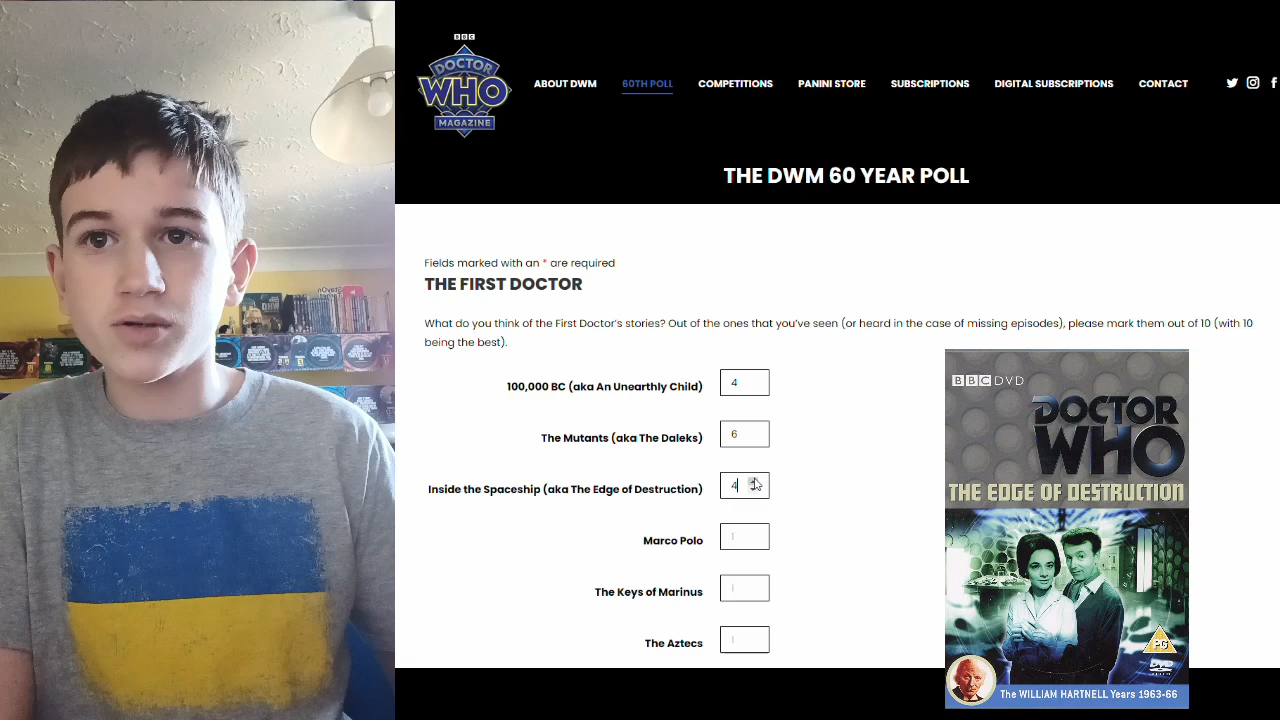 BBC
DOCTOR
WHO
MAGAZINE
ABOUT DWM
60TH POLL
COMPETITIONS
PANINI STORE
SUBSCRIPTIONS
DIGITAL SUBSCRIPTIONS
CONTACT
THE DWM 60 YEAR POLL
Fields marked with an * are required
THE FIRST DOCTOR
What do you think of the First Doctor's stories? Out of the ones that you've seen (or heard in the case of missing episodes), please mark them out of 10 (with 10
being the best).
100,000 BC (aka An Unearthly Child) 4
The Mutants (aka The Daleks) 6
Inside the Spaceship (aka The Edge of Destruction) 4
Marco Polo
The Keys of Marinus
The Aztecs
BBC DVD
DOCTOR
WHO
THE EDGE OF DESTRUCTION
PG
DVD
The WILLIAM HARTNELL Years 1963-66